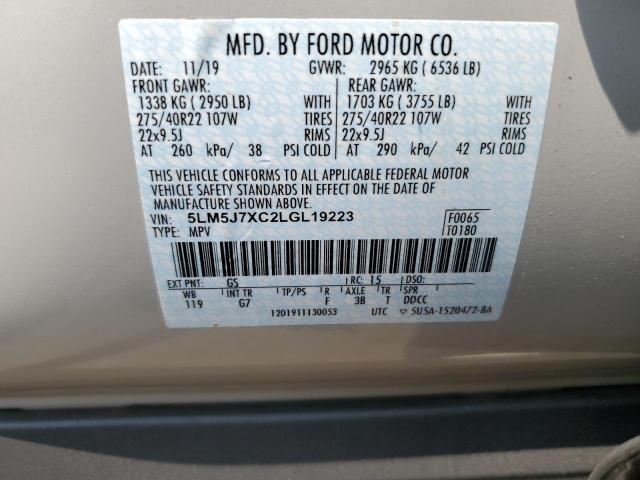 MFD. BY FORD MOTOR CO.
DATE: 11/19 GVWR: 2965 KG ( 6536 LB)
FRONT GAWR: REAR GAWR:
1338 KG ( 2950 LB) WITH 1703 KG ( 3755 LB) WITH
275/40R22 107W TIRES 275/40R22 107W TIRES
22x9.5J RIMS 22x9.5J RIMS
AT 260 kPa/ 38 PSI COLD AT 290 kPa/ 42 PSI COLD
THIS VEHICLE CONFORMS TO ALL APPLICABLE FEDERAL MOTOR
VEHICLE SAFETY STANDARDS IN EFFECT ON THE DATE OF
MANUFACTURE SHOWN ABOVE.
VIN: 5LM5J7XC2LGL19223 F0065
TYPE: MPV T0180
EXT PNT: GS RC: 15 DSO:
WB INT TR TP/PS R AXLE TR SPR
119 G7 F 3B T DDCC
1201911130053 UTC 5U5A-1520472-BA